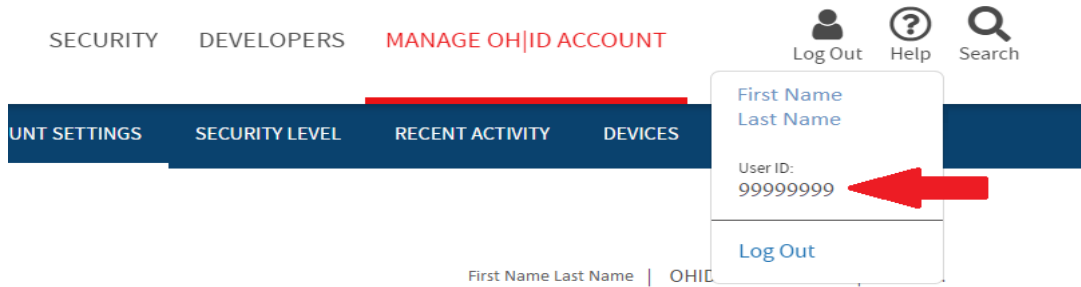 SECURITY DEVELOPERS MANAGE OH|ID ACCOUNT Log Out Help Search
First Name
Last Name
UNT SETTINGS SECURITY LEVEL RECENT ACTIVITY DEVICES
User ID:
99999999
Log Out
First Name Last Name | OHID